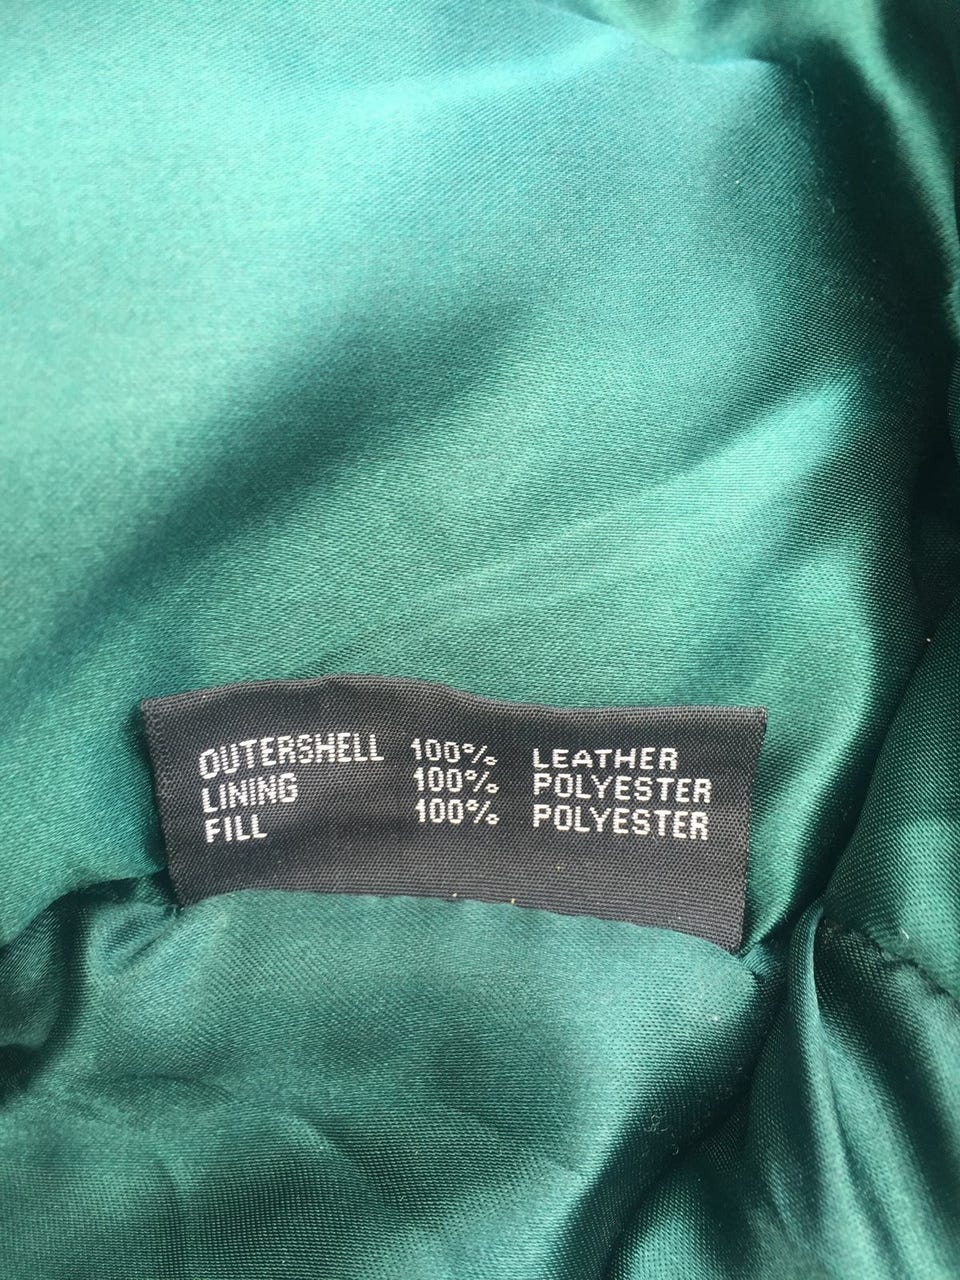 OUTERSHELL 100% LEATHER
LINING 100% POLYESTER
FILL 100% POLYESTER